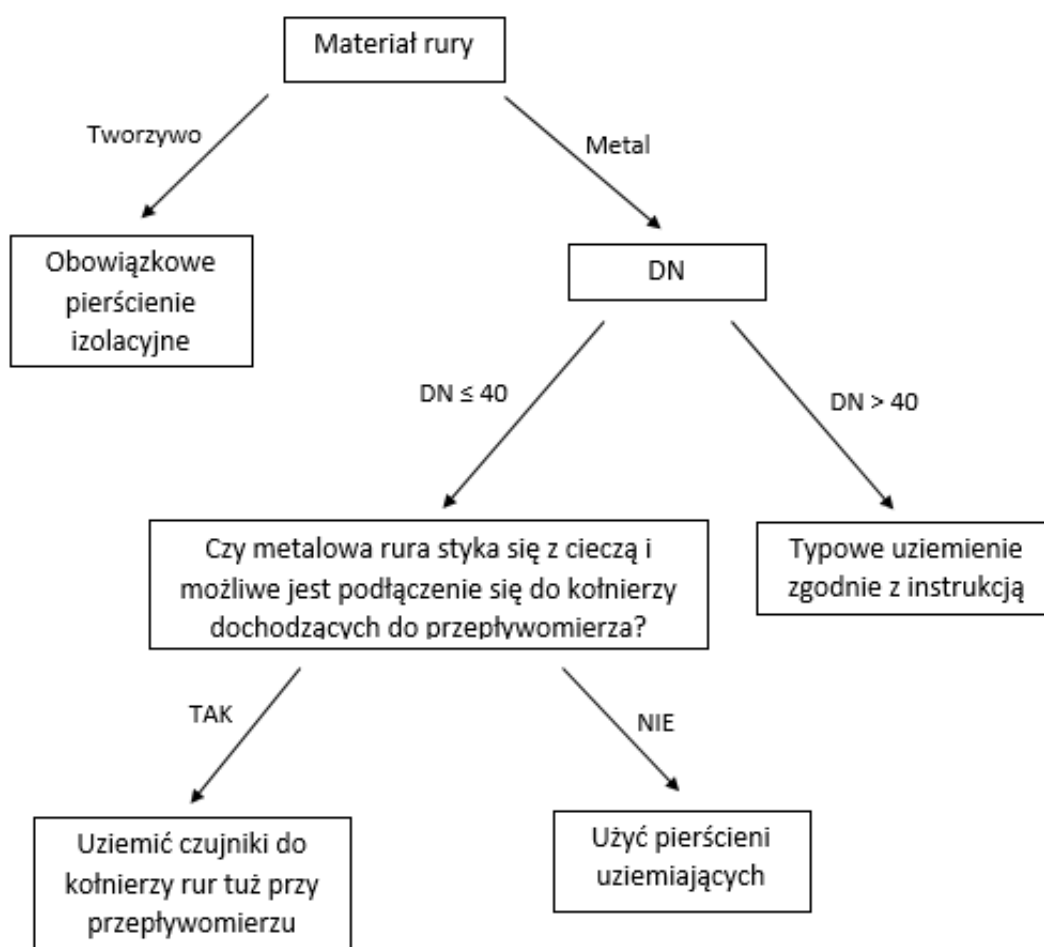 Materiał rury
Tworzywo
Metal
Obowiązkowe
pierścienie
izolacyjne
DN
DN ≤ 40
DN > 40
Czy metalowa rura styka się z cieczą i
możliwe jest podłączenie się do kołnierzy
dochodzących do przepływomierza?
Typowe uziemienie
zgodnie z instrukcją
TAK
NIE
Uziemić czujniki do
kołnierzy rur tuż przy
przepływomierzu
Użyć pierścieni
uziemiających